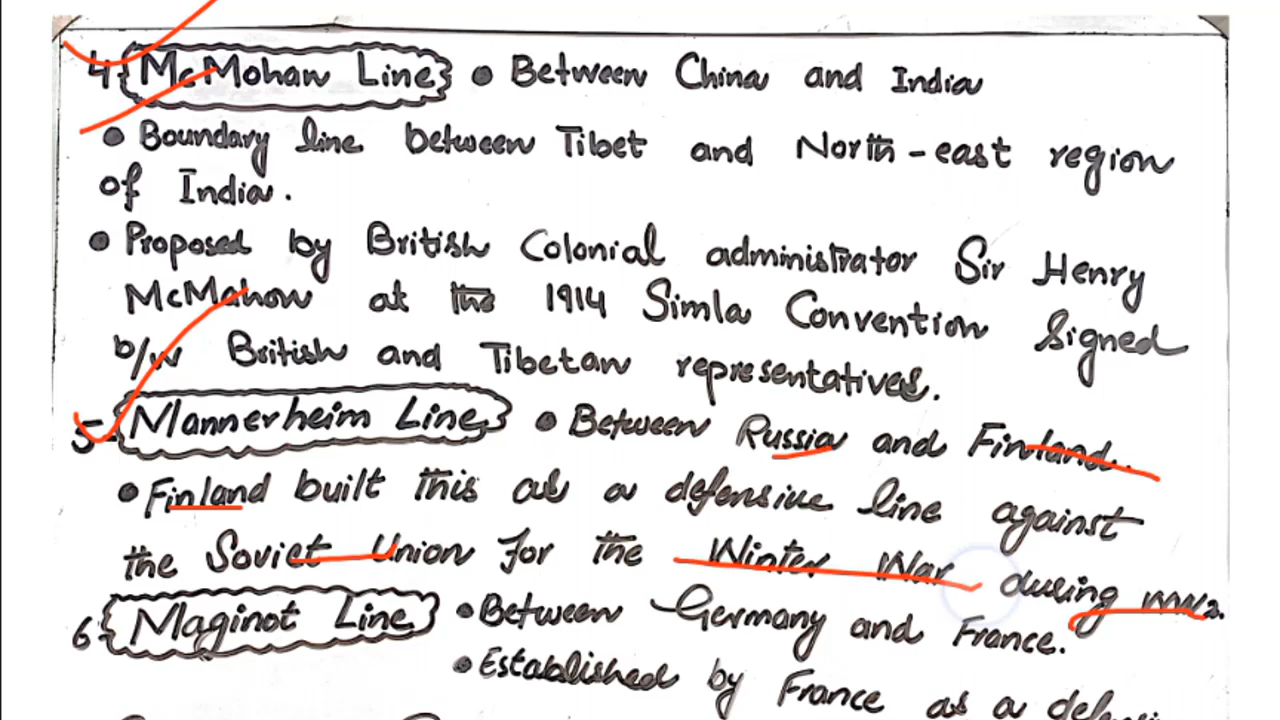 4 McMohan Line • Between China and India
• Boundary line between Tibet and North-east region
of India.
• Proposed by British Colonial administrator Sir Henry
McMahon at the 1914 Simla Convention signed
b/w British and Tibetan representatives.
5 Mannerheim Line • Between Russia and Finland.
• Finland built this as a defensive line against
the Soviet Union for the Winter War during WW2.
6 Maginot Line • Between Germany and France.
• Established by France as a